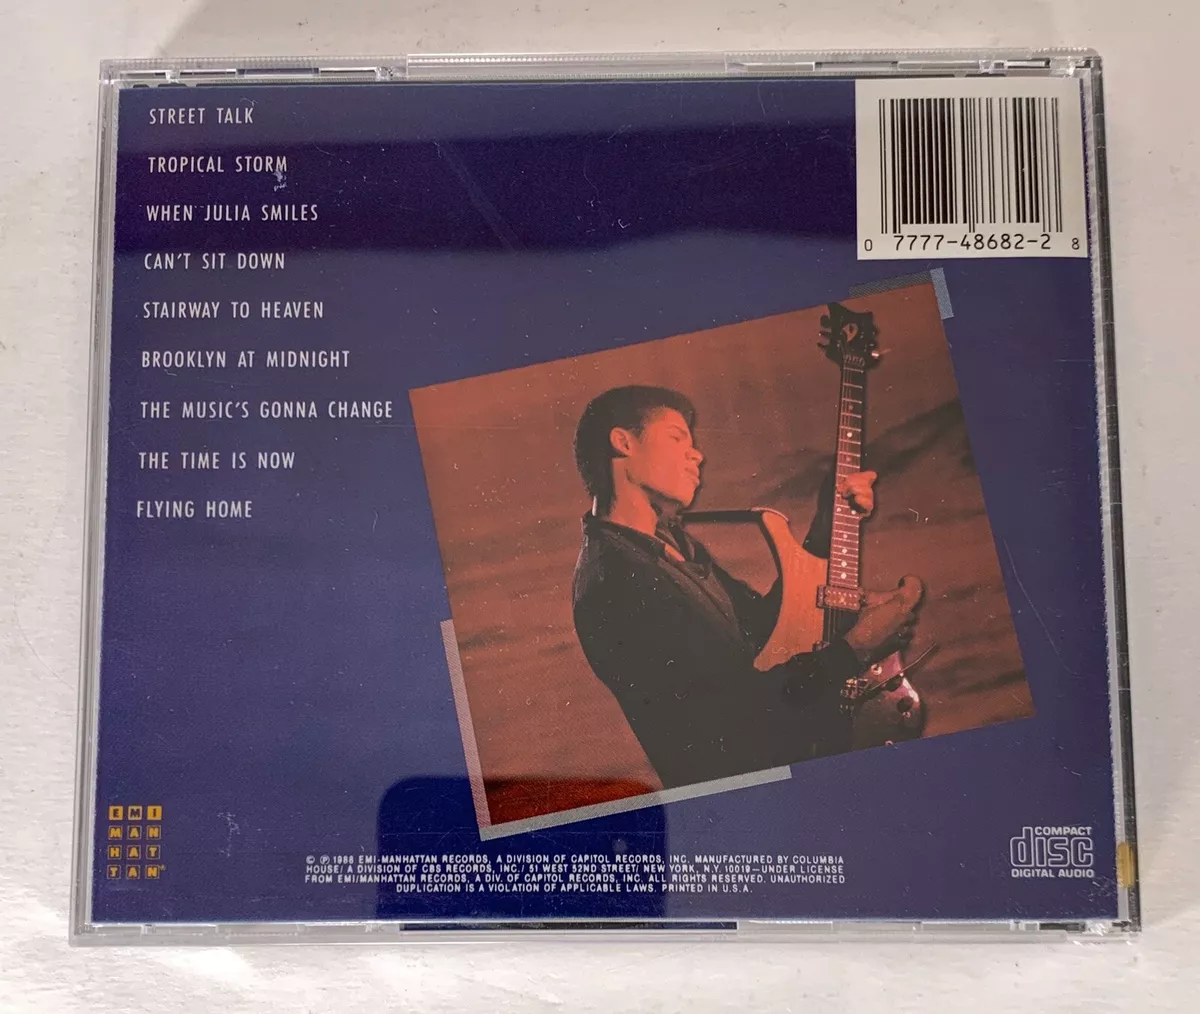 STREET TALK
TROPICAL STORM
WHEN JULIA SMILES
CAN'T SIT DOWN
STAIRWAY TO HEAVEN
BROOKLYN AT MIDNIGHT
THE MUSIC'S GONNA CHANGE
THE TIME IS NOW
FLYING HOME
0 77774-8682-2 8
EMI
MAN
HAT
TAN
© ℗ 1988 EMI-MANHATTAN RECORDS, A DIVISION OF CAPITOL RECORDS, INC. MANUFACTURED BY COLUMBIA
HOUSE/ A DIVISION OF CBS RECORDS, INC./ 51 WEST 52ND STREET/ NEW YORK, N.Y. 10019—UNDER LICENSE
FROM EMI/MANHATTAN RECORDS, A DIV. OF CAPITOL RECORDS, INC. ALL RIGHTS RESERVED. UNAUTHORIZED
DUPLICATION IS A VIOLATION OF APPLICABLE LAWS. PRINTED IN U.S.A.
COMPACT
disc
DIGITAL AUDIO